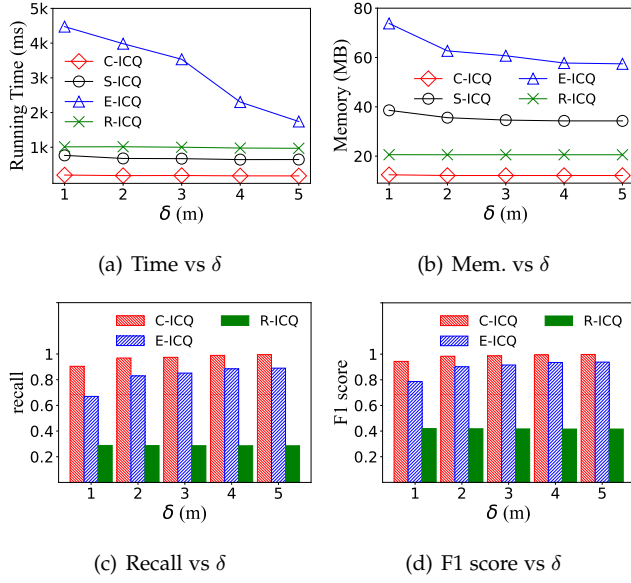 5k
4k
3k
2k
1k
Running Time (ms)
C-ICQ
S-ICQ
E-ICQ
R-ICQ
1 2 3 4 5
δ (m)
(a) Time vs δ
80
60
40
20
Memory (MB)
C-ICQ E-ICQ
S-ICQ R-ICQ
1 2 3 4 5
δ (m)
(b) Mem. vs δ
C-ICQ R-ICQ
E-ICQ
1
0.8
0.6
0.4
0.2
recall
1 2 3 4 5
δ (m)
(c) Recall vs δ
C-ICQ R-ICQ
E-ICQ
1
0.8
0.6
0.4
0.2
F1 score
1 2 3 4 5
δ (m)
(d) F1 score vs δ